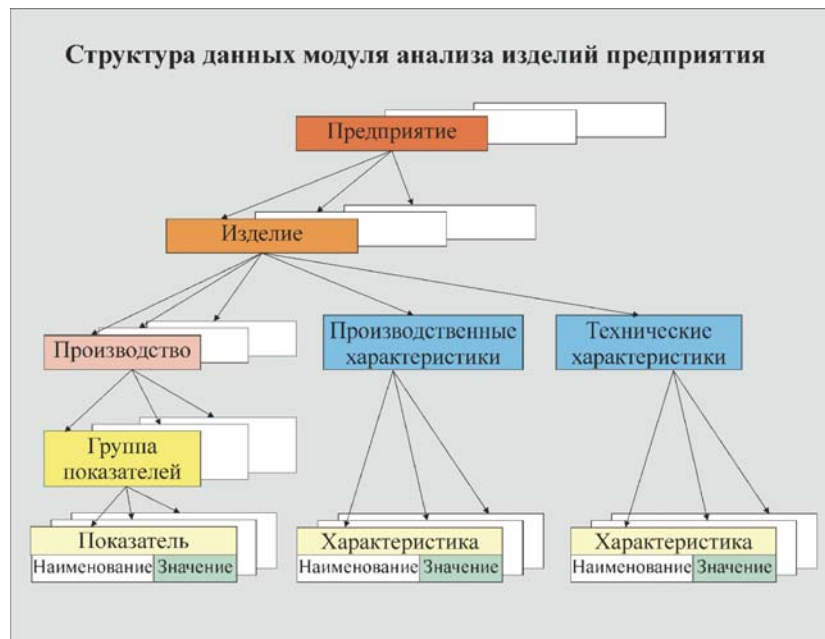 Структура данных модуля анализа изделий предприятия
Предприятие
Изделие
Производство
Производственные
характеристики
Технические
характеристики
Группа
показателей
Показатель
Наименование Значение
Характеристика
Наименование Значение
Характеристика
Наименование Значение